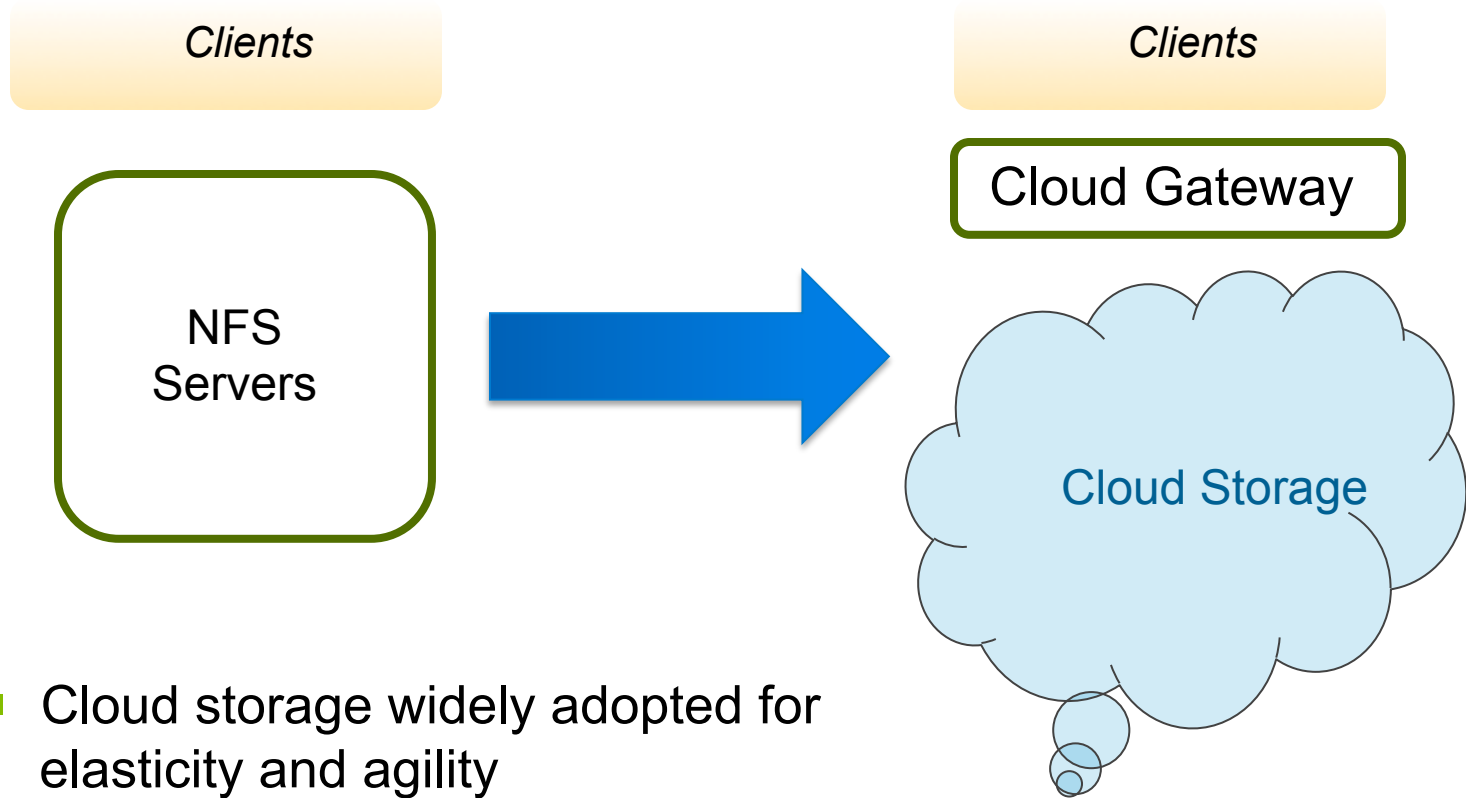 Clients
Clients
Cloud Gateway
NFS
Servers
Cloud Storage
Cloud storage widely adopted for
elasticity and agility